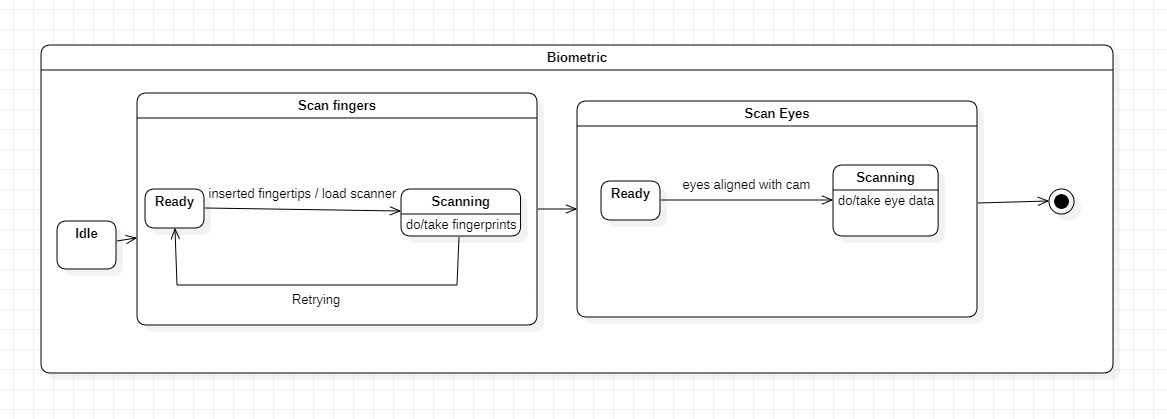 Biometric
Scan fingers
Scan Eyes
Idle
Ready
inserted fingertips / load scanner
Scanning
do/take fingerprints
Retrying
Ready
eyes aligned with cam
Scanning
do/take eye data